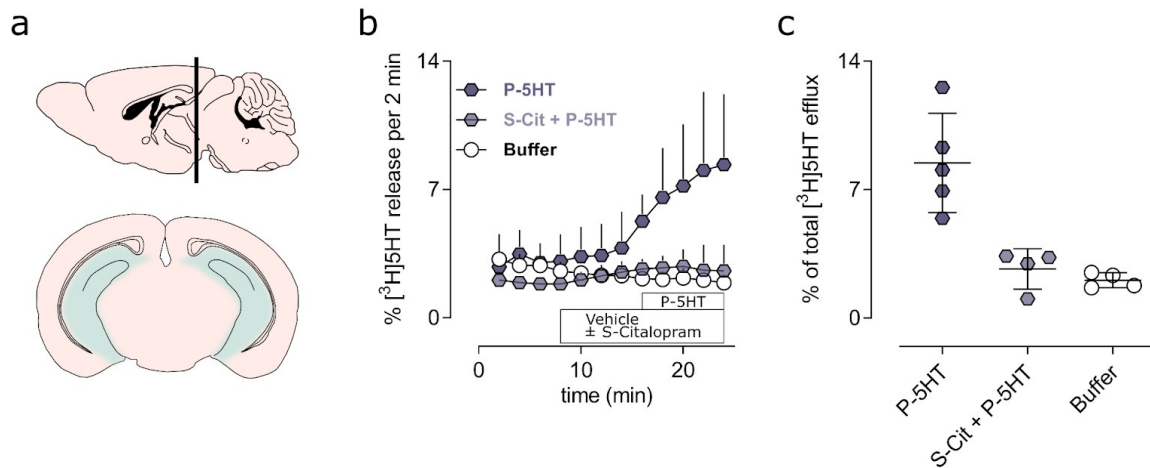 a
b
% [³H]5HT release per 2 min
14
7
0
P-5HT
S-Cit + P-5HT
Buffer
P-5HT
Vehicle
± S-Citalopram
0
10
20
time (min)
c
% of total [³H]5HT efflux
14
7
0
P-5HT
S-Cit + P-5HT
Buffer